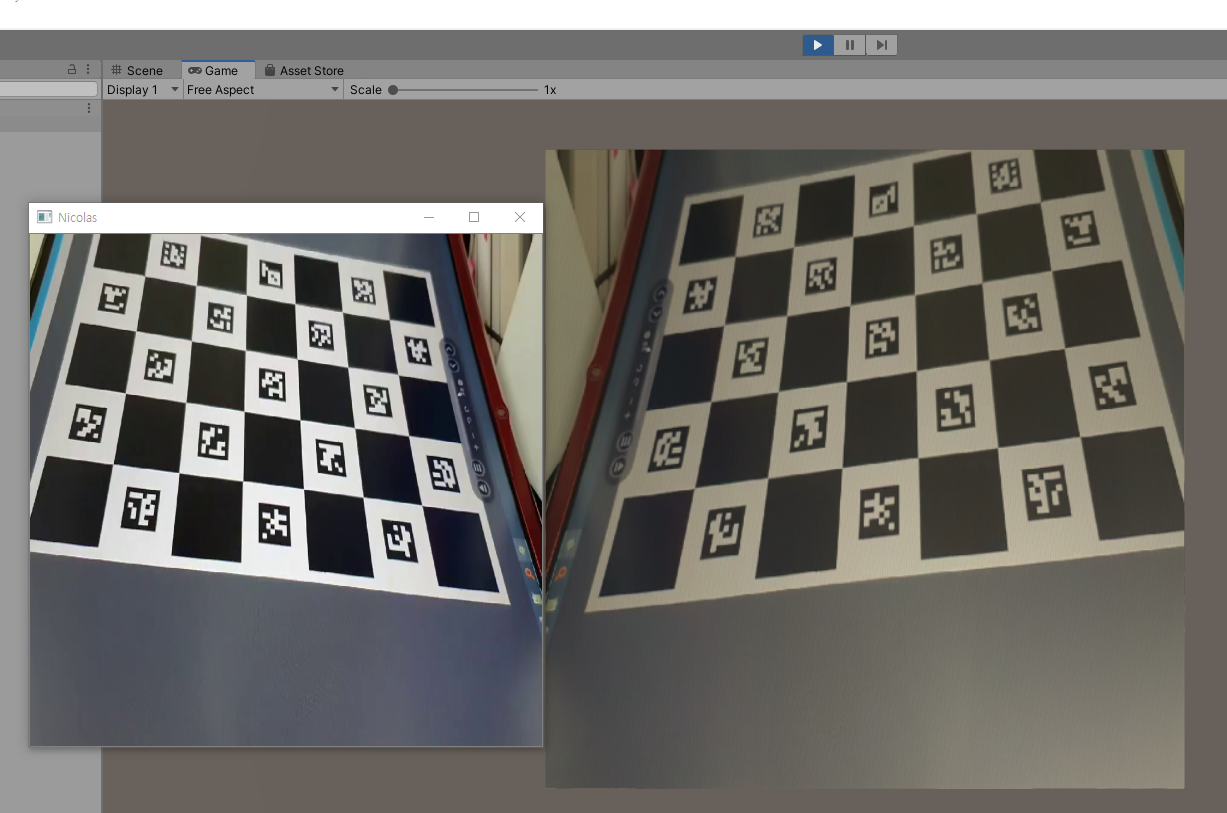 Scene
Game
Asset Store
Display 1
Free Aspect
Scale
1x
Nicolas